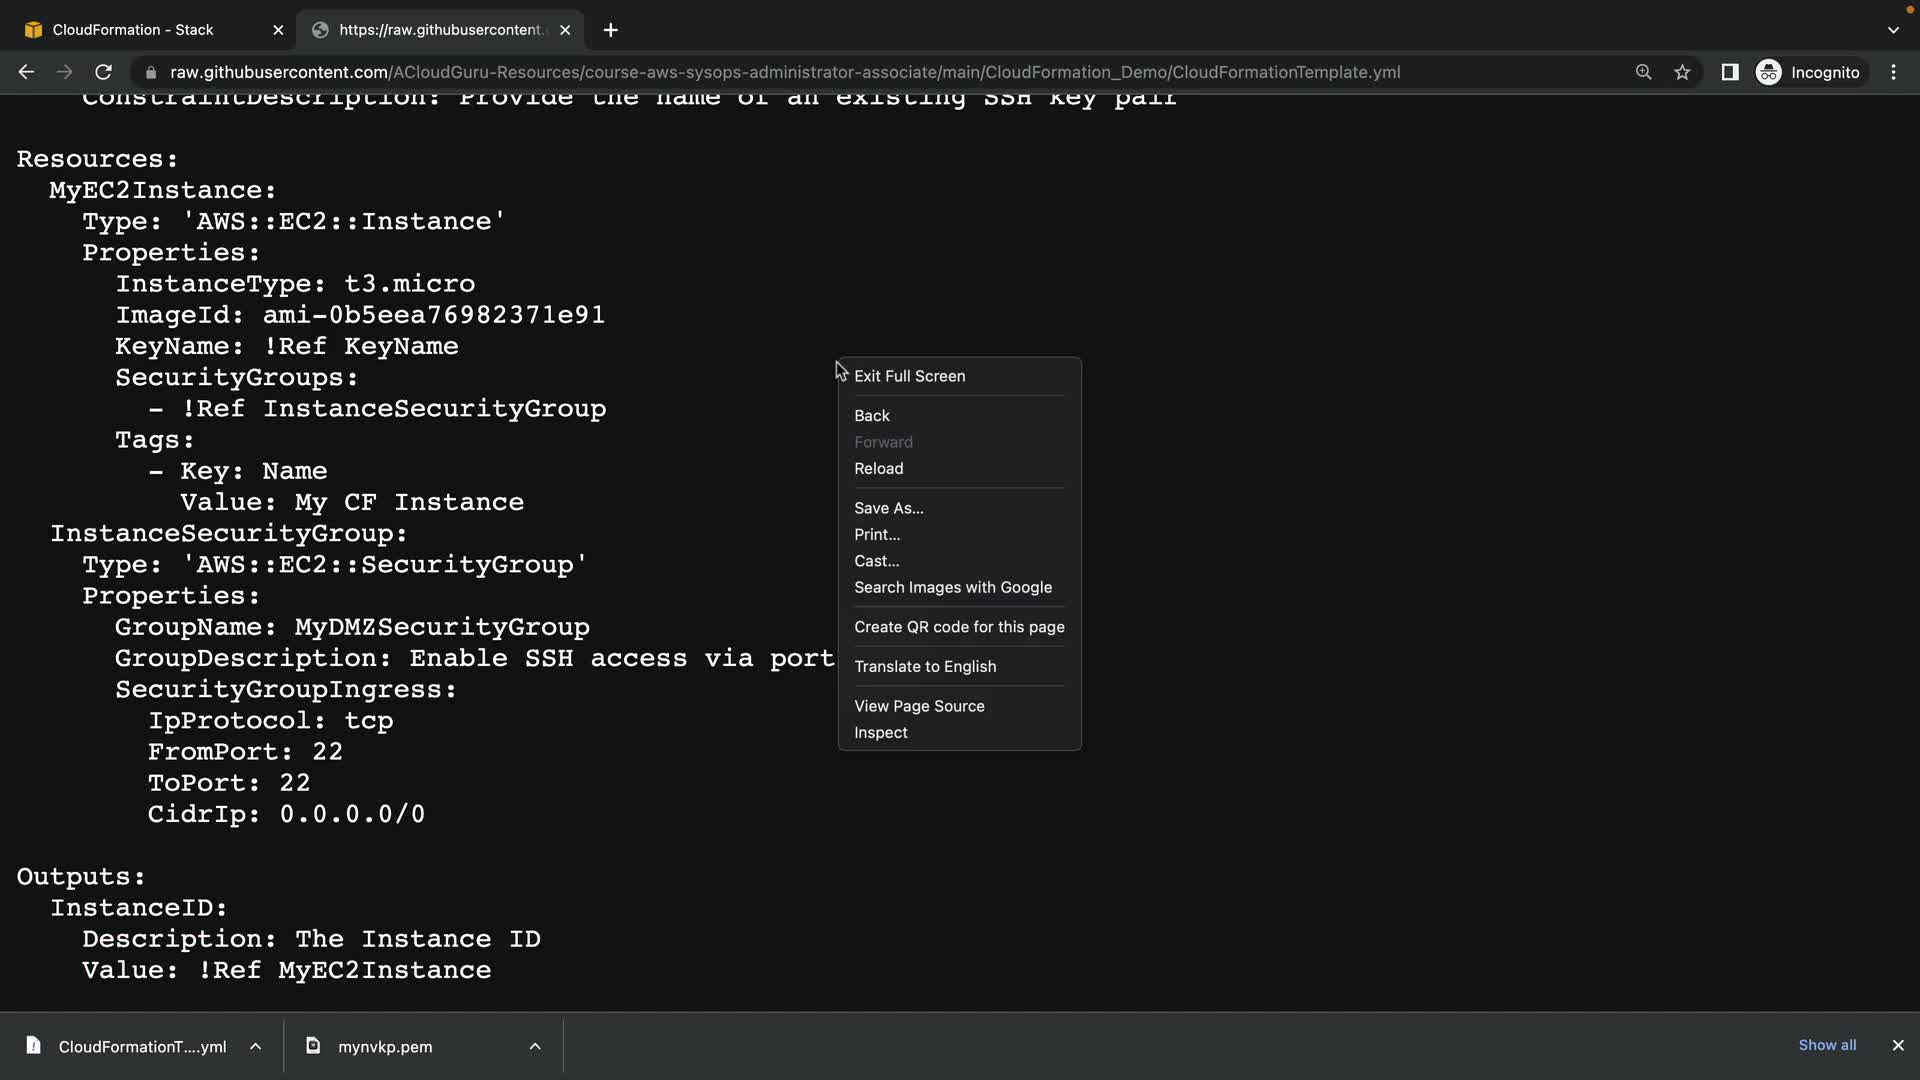 CloudFormation - Stack
https://raw.githubusercontent.
raw.githubusercontent.com/ACloudGuru-Resources/course-aws-sysops-administrator-associate/main/CloudFormation_Demo/CloudFormationTemplate.yml
Incognito
ConstraintDescription: Provide the name of an existing SSH key pair
Resources:
MyEC2Instance:
Type: 'AWS::EC2::Instance'
Properties:
InstanceType: t3.micro
ImageId: ami-0b5eea76982371e91
KeyName: !Ref KeyName
SecurityGroups:
- !Ref InstanceSecurityGroup
Tags:
- Key: Name
Value: My CF Instance
InstanceSecurityGroup:
Type: 'AWS::EC2::SecurityGroup'
Properties:
GroupName: MyDMZSecurityGroup
GroupDescription: Enable SSH access via port
SecurityGroupIngress:
IpProtocol: tcp
FromPort: 22
ToPort: 22
CidrIp: 0.0.0.0/0
Outputs:
InstanceID:
Description: The Instance ID
Value: !Ref MyEC2Instance
Exit Full Screen
Back
Forward
Reload
Save As...
Print...
Cast...
Search Images with Google
Create QR code for this page
Translate to English
View Page Source
Inspect
CloudFormationT....yml
mynvkp.pem
Show all